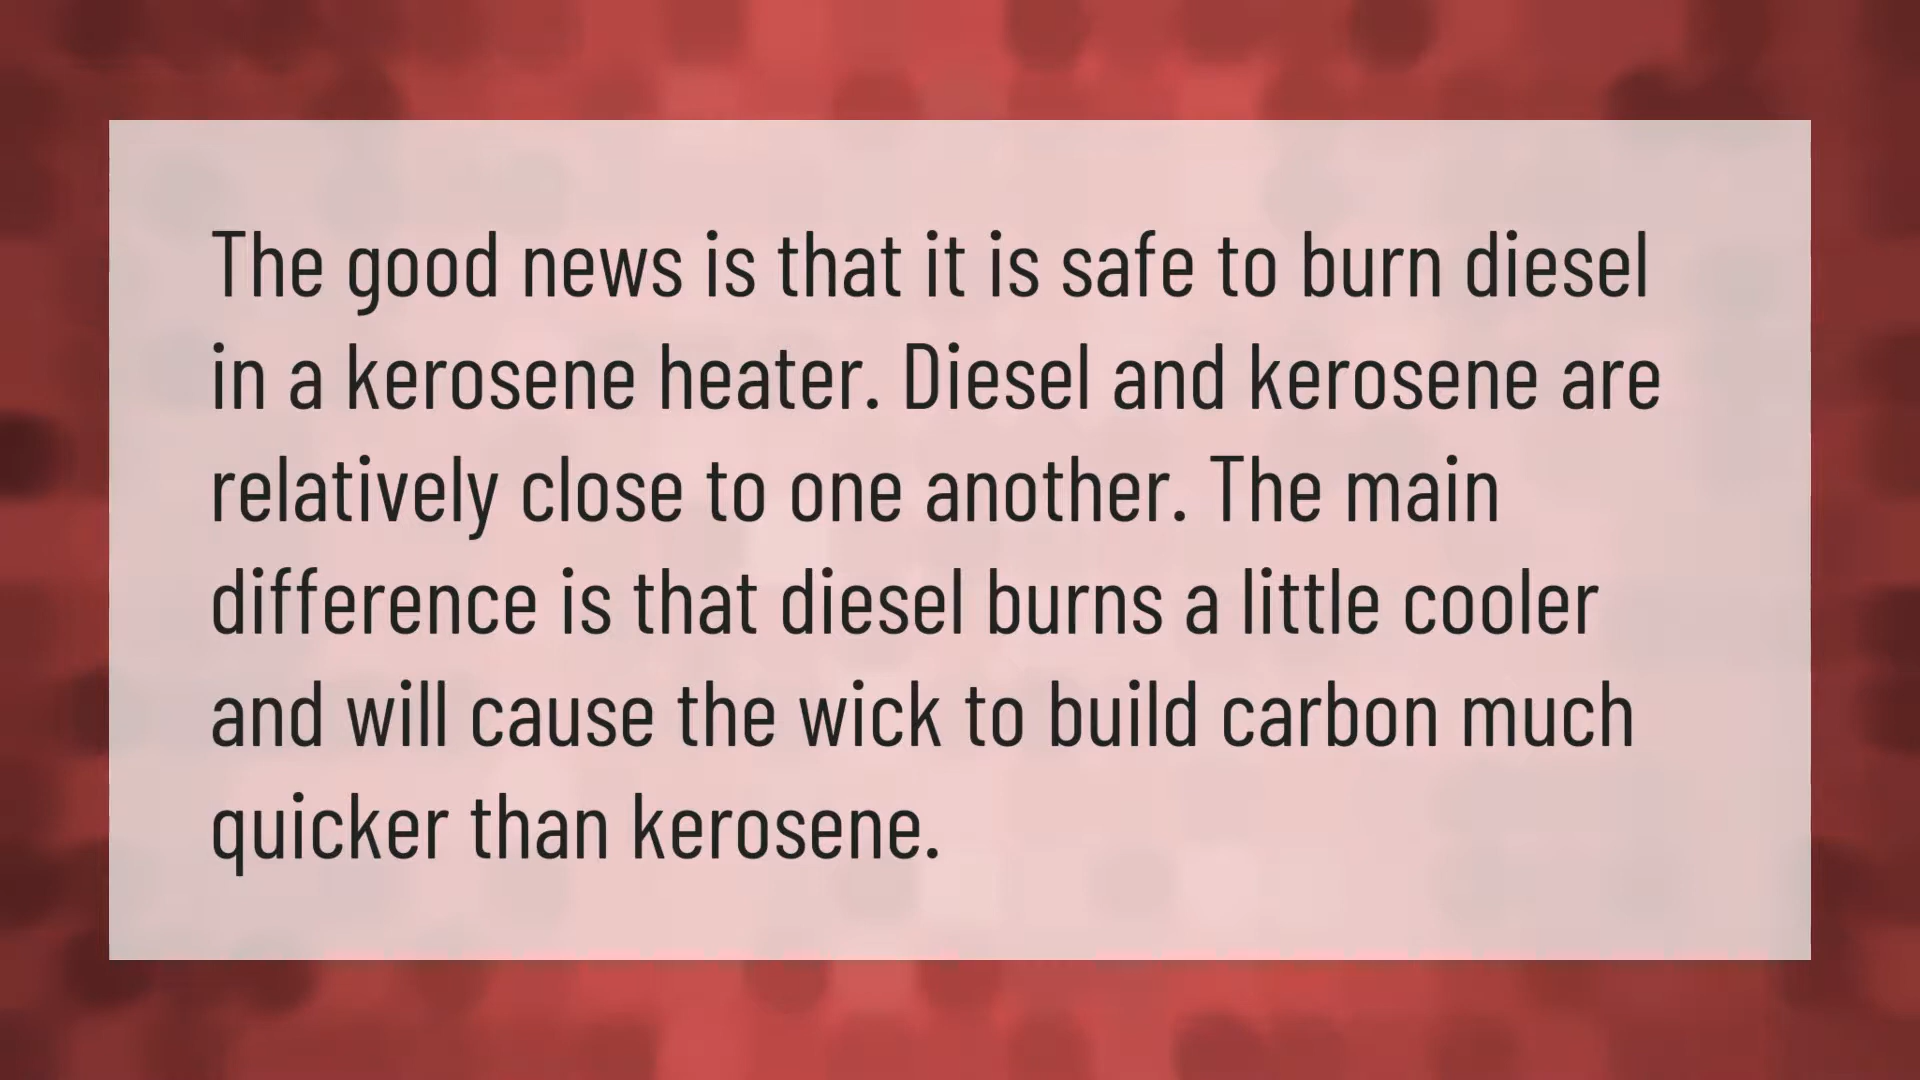 The good news is that it is safe to burn diesel
in a kerosene heater. Diesel and kerosene are
relatively close to one another. The main
difference is that diesel burns a little cooler
and will cause the wick to build carbon much
quicker than kerosene.